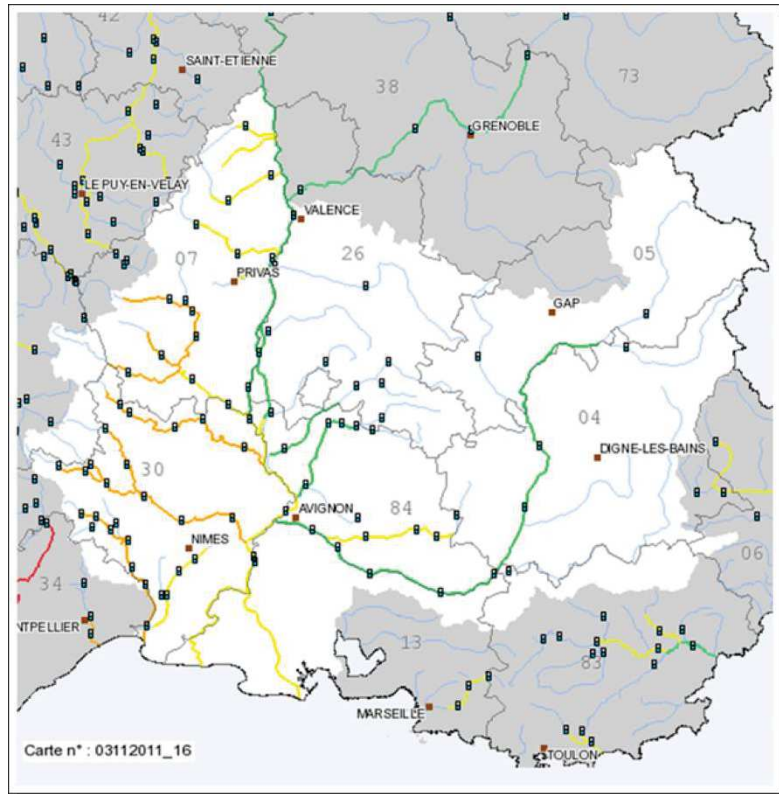 42
SAINT-ETIENNE
38
73
43
GRENOBLE
LE PUY-EN-VELAY
VALENCE
07
26
05
PRIVAS
GAP
04
30
DIGNE-LES-BAINS
84
AVIGNON
NIMES
06
34
NTPELLIER
13
83
MARSEILLE
TOULON
Carte n° : 03112011_16